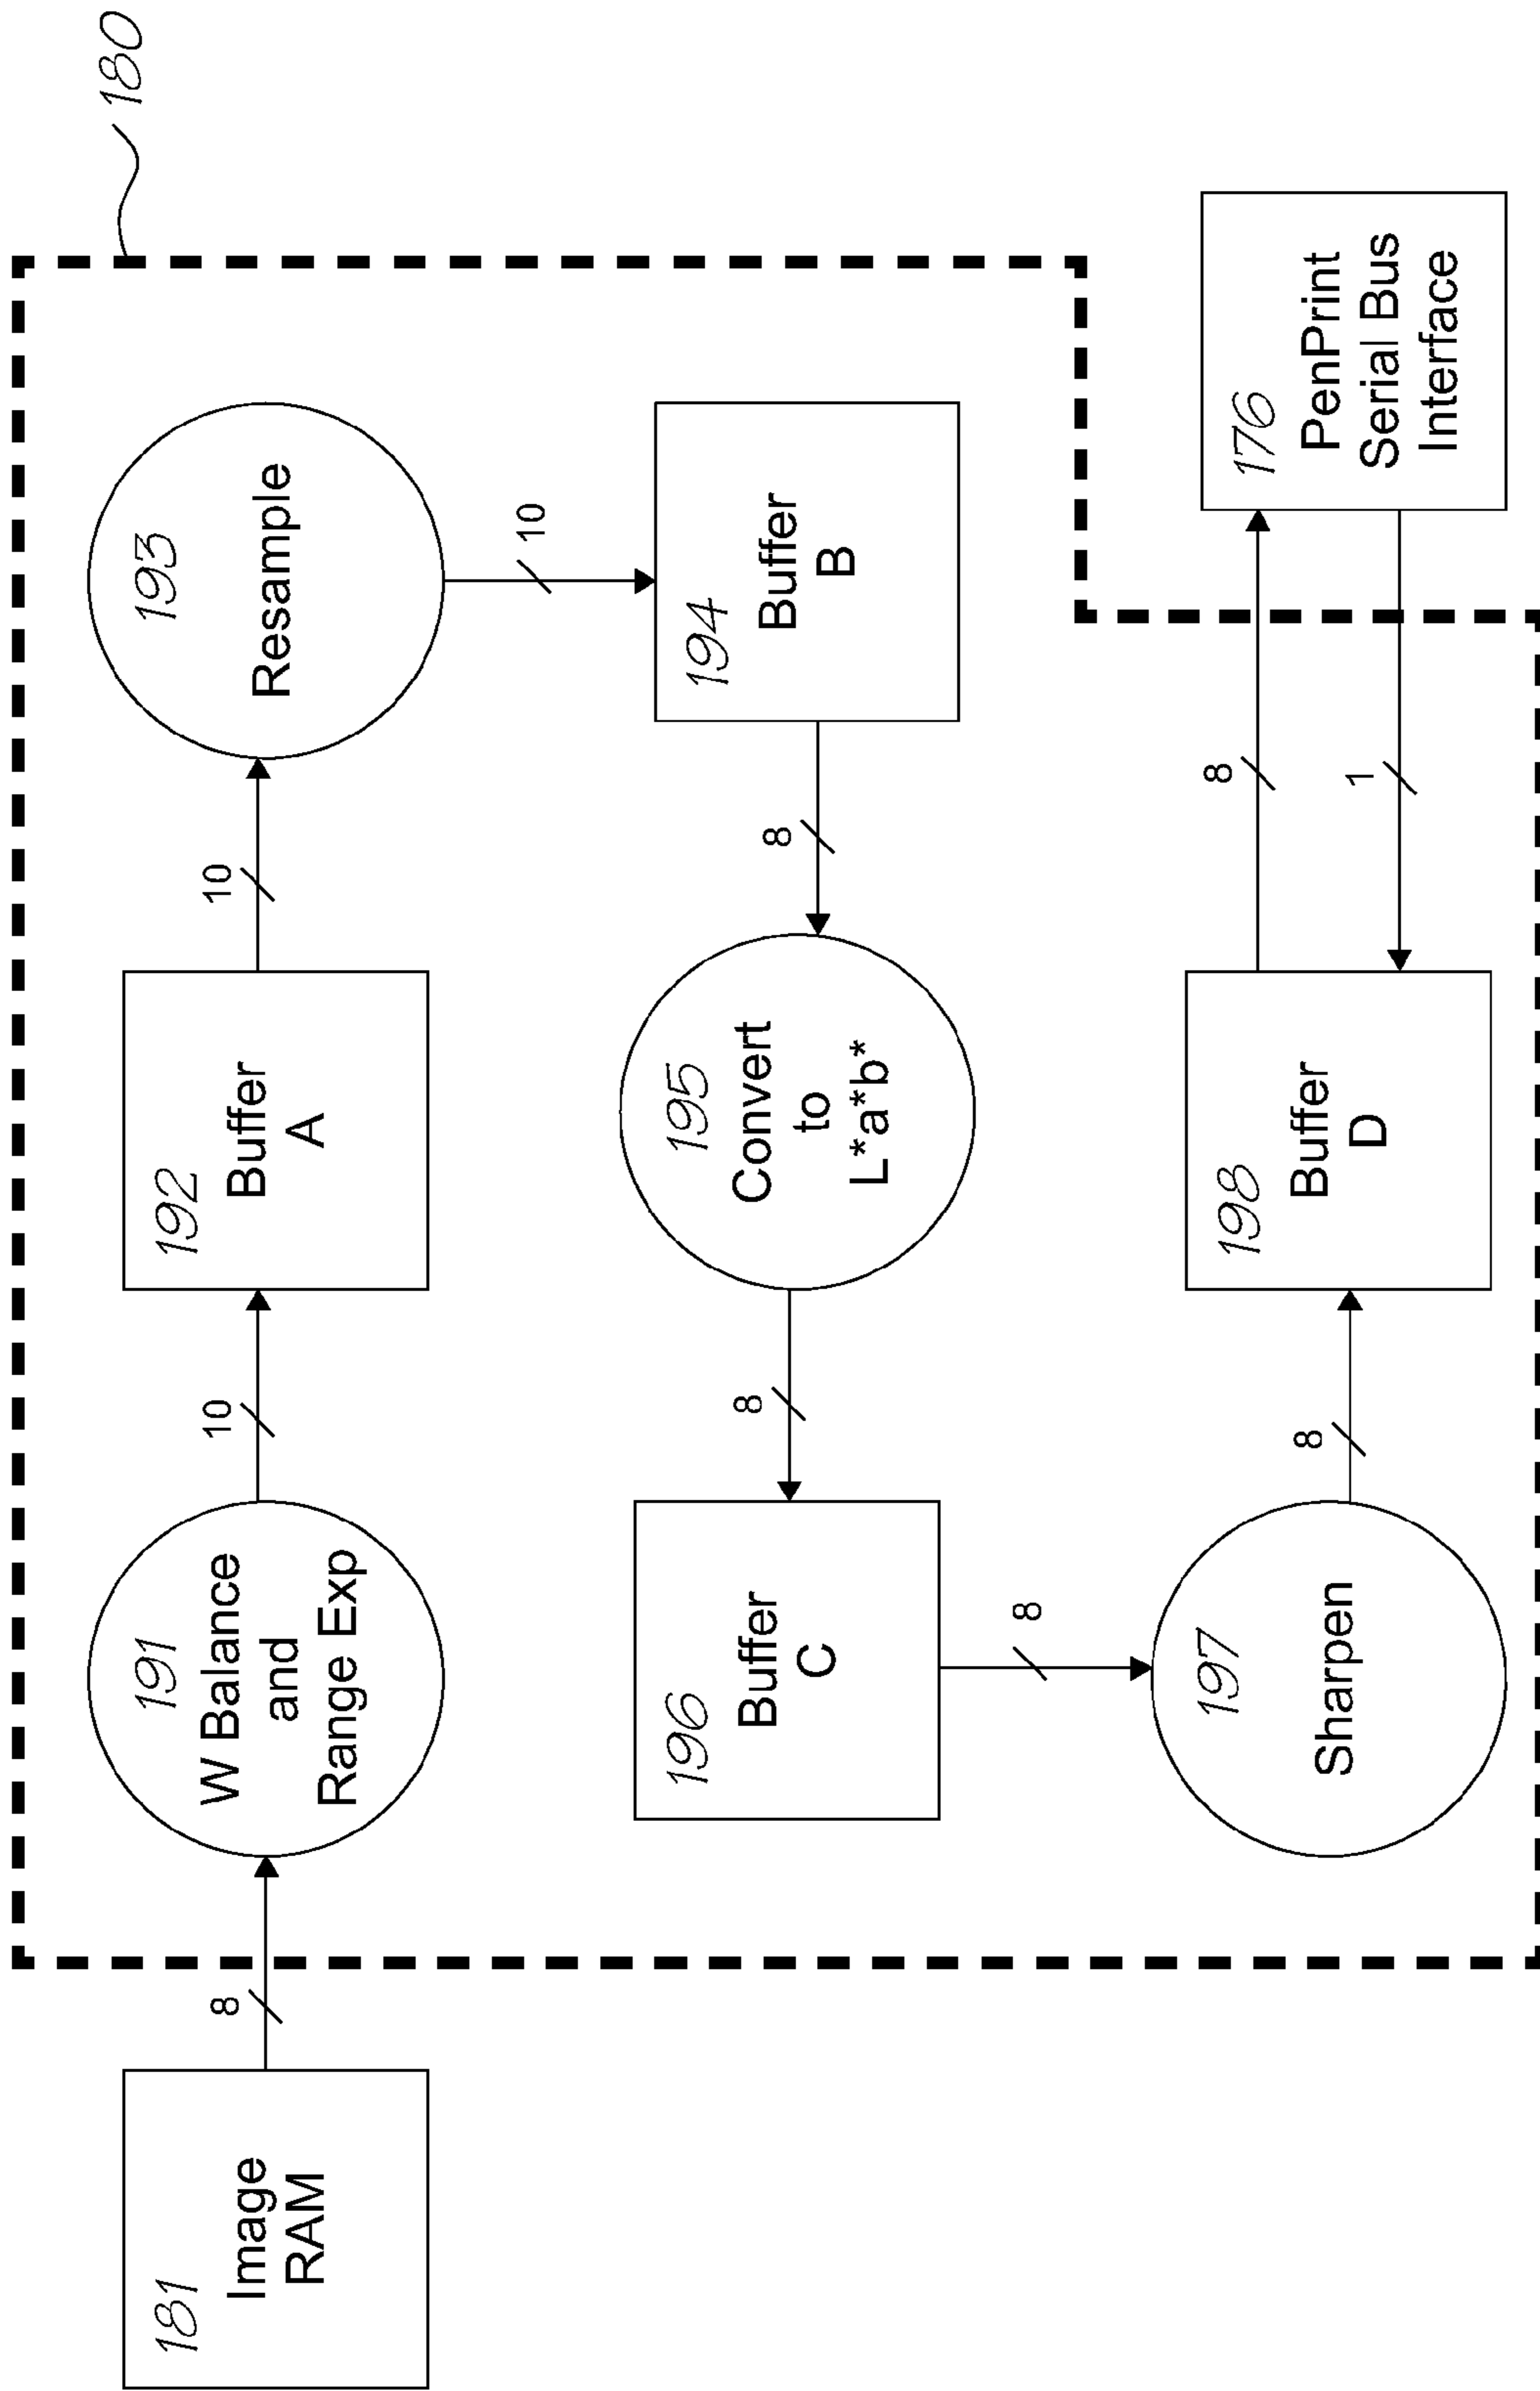 180
181
Image
RAM
8
191
W Balance
and
Range Exp
10
192
Buffer
A
10
193
Resample
10
194
Buffer
B
8
195
Convert
to
L*a*b*
8
196
Buffer
C
8
197
Sharpen
8
198
Buffer
D
8
1
176
PenPrint
Serial Bus
Interface